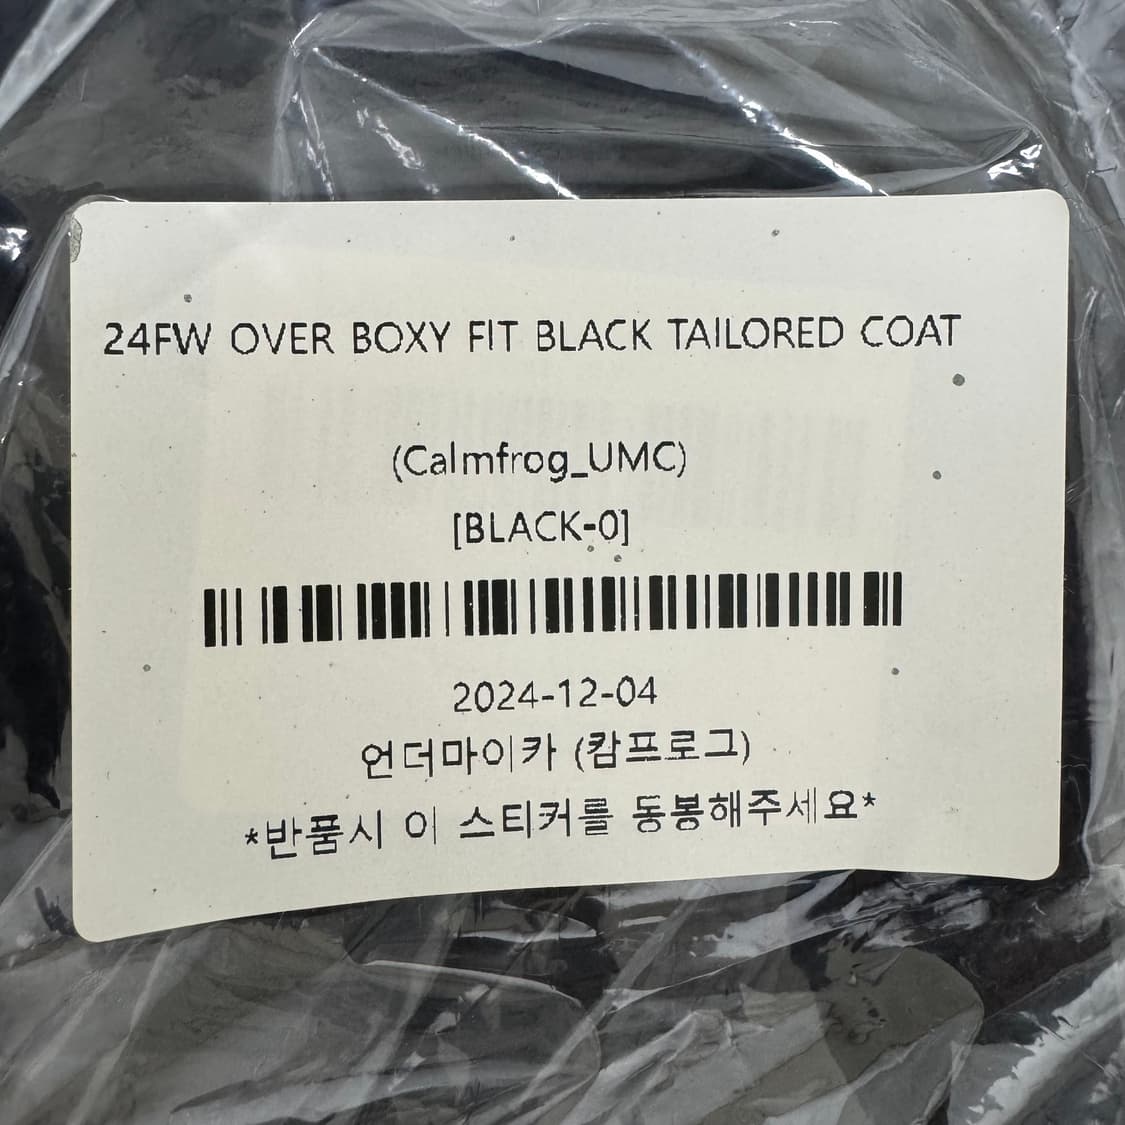 24FW OVER BOXY FIT BLACK TAILORED COAT
(Calmfrog_UMC)
[BLACK-0]
2024-12-04
언더마이카 (캄프로그)
*반품시 이 스티커를 동봉해주세요*